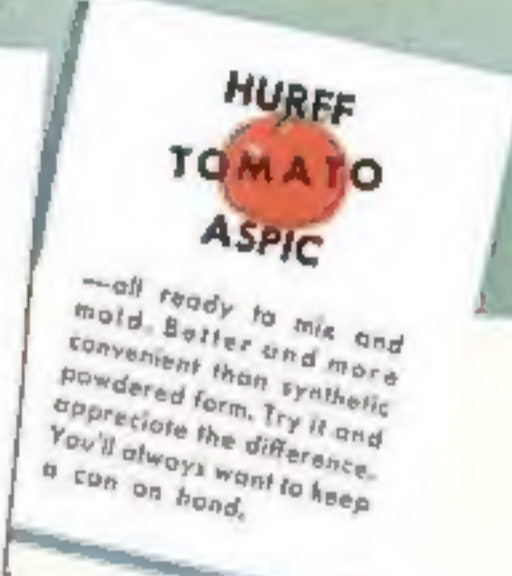 HURFF
TOMATO
ASPIC
—all ready to mix and
mold. Better and more
convenient than synthetic
powdered form. Try it and
appreciate the difference.
You'll always want to keep
a can on hand.